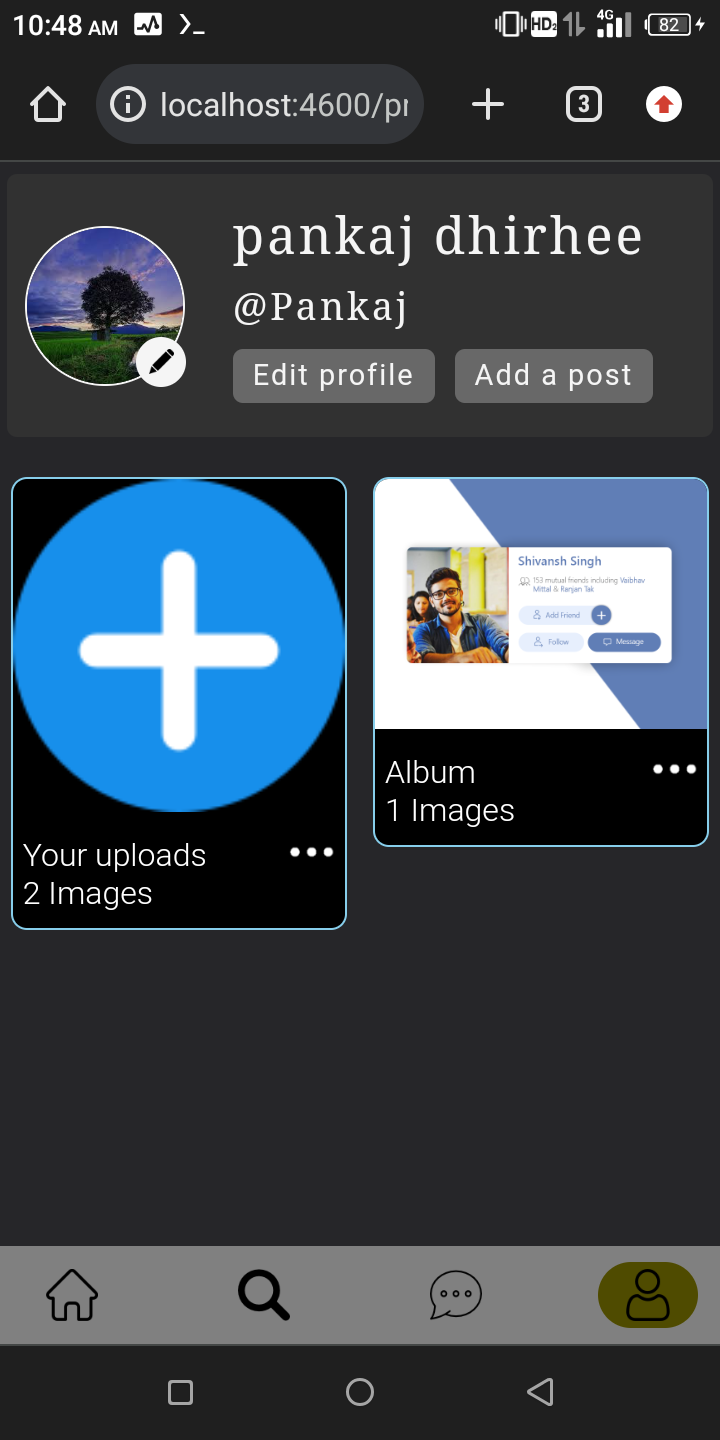 10:48 AM
HD2
4G
82
localhost:4600/pr
3
pankaj dhirhee
@Pankaj
Edit profile
Add a post
Shivansh Singh
153 mutual friends including Vaibhav
Mittal & Ranjan Tak
Add Friend
Follow
Message
Album
1 Images
Your uploads
2 Images